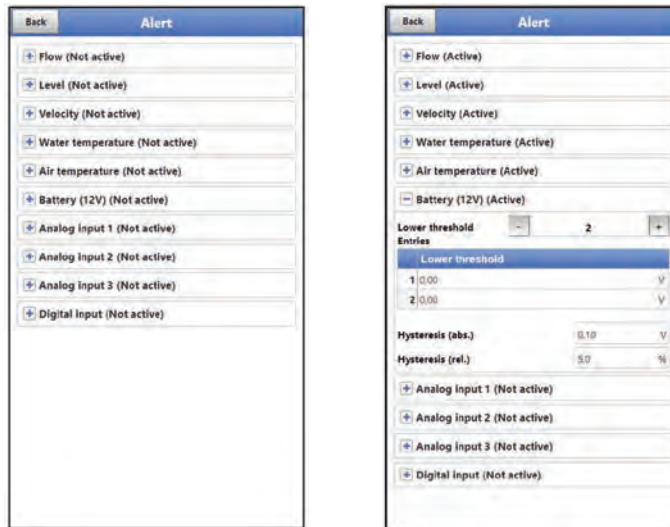 Back Alert
Flow (Not active)
Level (Not active)
Velocity (Not active)
Water temperature (Not active)
Air temperature (Not active)
Battery (12V) (Not active)
Analog input 1 (Not active)
Analog input 2 (Not active)
Analog input 3 (Not active)
Digital input (Not active)
Back Alert
Flow (Active)
Level (Active)
Velocity (Active)
Water temperature (Active)
Air temperature (Active)
Battery (12V) (Active)
Lower threshold - 2 +
Entries
Lower threshold
1 0,00 V
2 0,00 V
Hysteresis (abs.) 0,10 V
Hysteresis (rel.) 5,0 %
Analog input 1 (Not active)
Analog input 2 (Not active)
Analog input 3 (Not active)
Digital input (Not active)